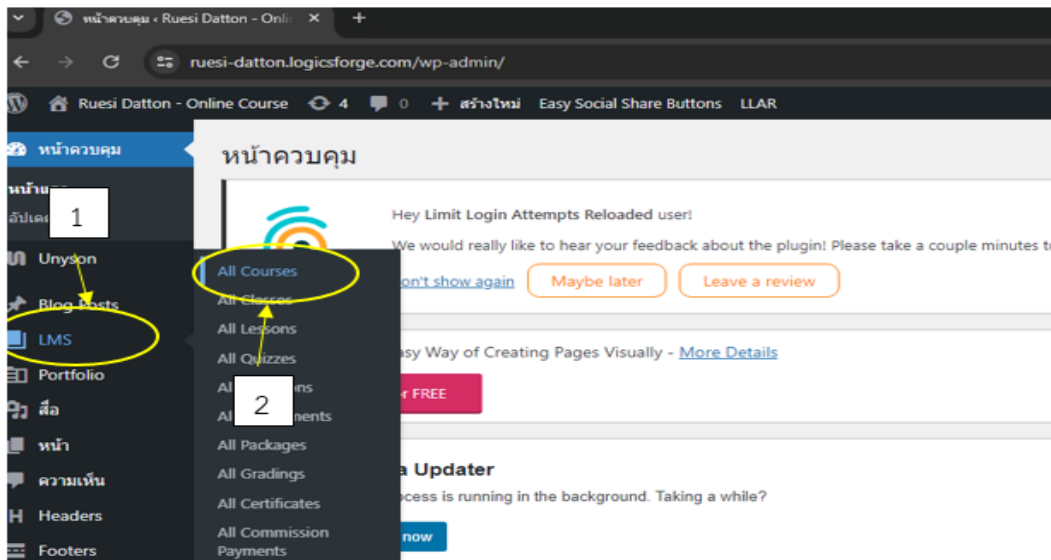 หน้าควบคุม ‹ Ruesi Datton - Onli
ruesi-datton.logicsforge.com/wp-admin/
Ruesi Datton - Online Course 4 0 + สร้างใหม่ Easy Social Share Buttons LLAR
หน้าควบคุม
หน้าควบคุม
1
Unyson
Blog Posts
LMS
Portfolio
สื่อ
หน้า
ความเห็น
Headers
Footers
All Courses
All Classes
All Lessons
All Quizzes
2
All Packages
All Gradings
All Certificates
All Commission
Payments
Hey Limit Login Attempts Reloaded user!
We would really like to hear your feedback about the plugin! Please take a couple minutes to
show again Maybe later Leave a review
Way of Creating Pages Visually - More Details
FREE
Updater
is running in the background. Taking a while?
now